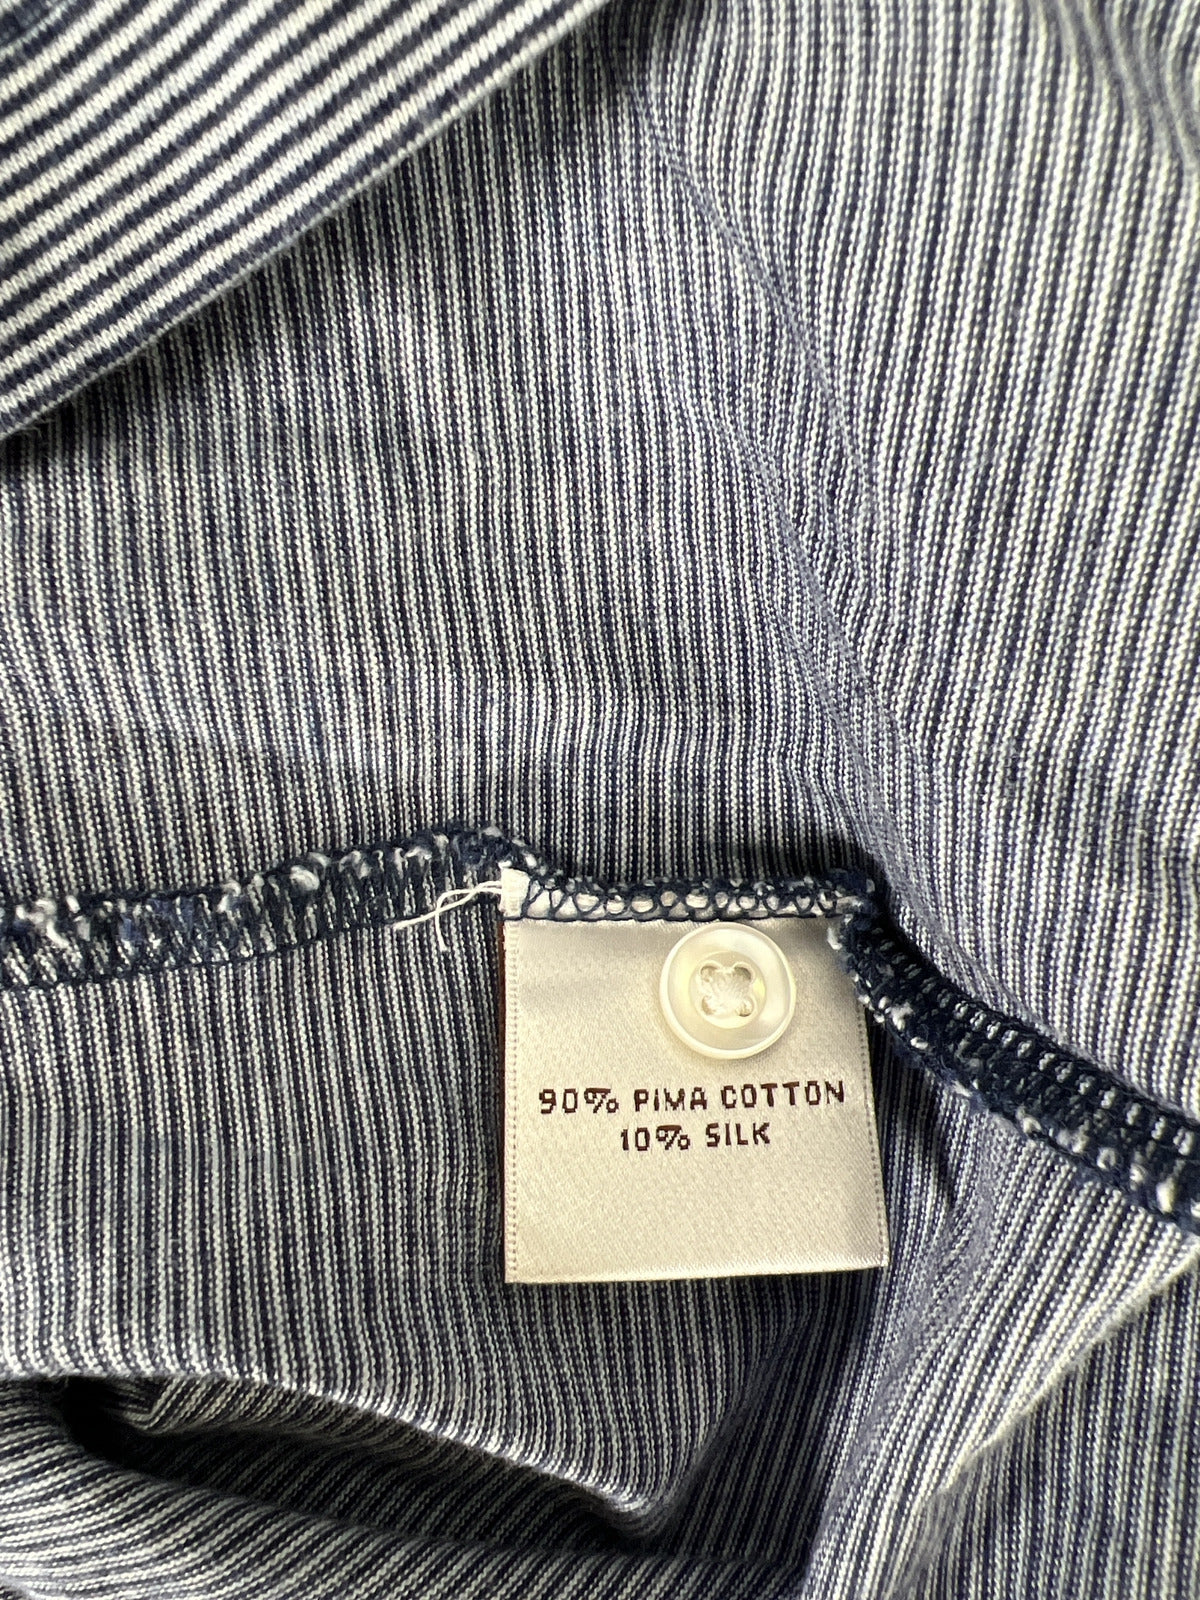 90% PIMA COTTON
10% SILK